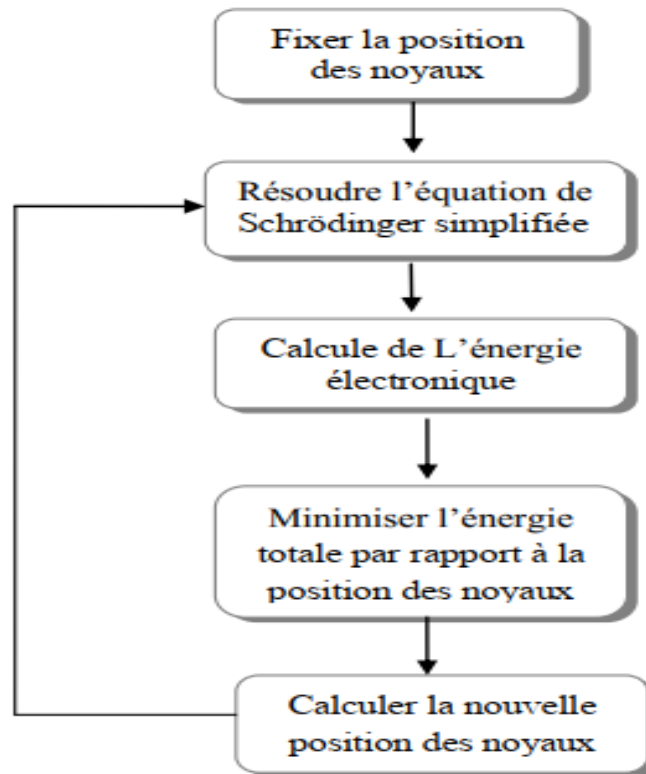 Fixer la position
des noyaux
Résoudre l’équation de
Schrödinger simplifiée
Calcule de L’énergie
électronique
Minimiser l’énergie
totale par rapport à la
position des noyaux
Calculer la nouvelle
position des noyaux